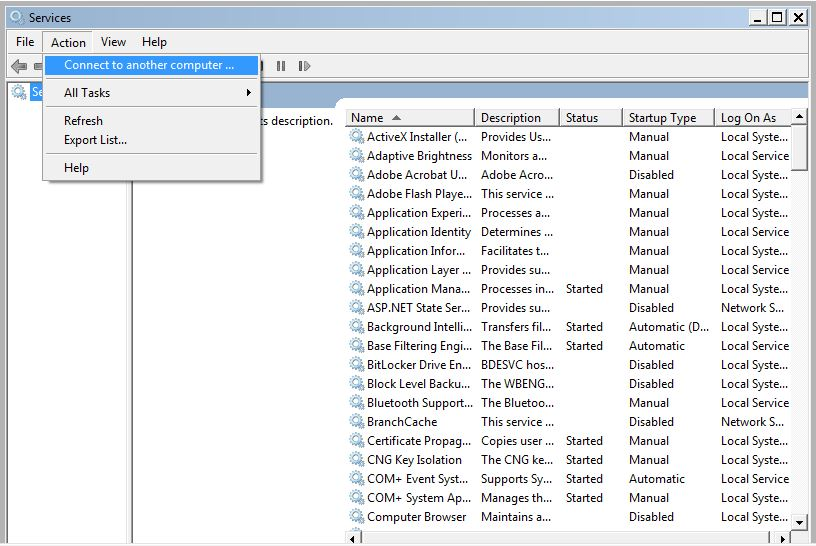 Services
File Action View Help
Connect to another computer ...
All Tasks
Refresh
Export List...
Help
ts description.
Name Description Status Startup Type Log On As
ActiveX Installer (... Provides Us... Manual Local Syste...
Adaptive Brightness Monitors a... Manual Local Service
Adobe Acrobat U... Adobe Acro... Disabled Local Syste...
Adobe Flash Playe... This service ... Manual Local Syste...
Application Experi... Processes a... Manual Local Syste...
Application Identity Determines ... Manual Local Service
Application Infor... Facilitates t... Manual Local Syste...
Application Layer ... Provides su... Manual Local Service
Application Mana... Processes in... Started Manual Local Syste...
ASP.NET State Ser... Provides su... Disabled Network S...
Background Intelli... Transfers fil... Started Automatic (D... Local Syste...
Base Filtering Engi... The Base Fil... Started Automatic Local Service
BitLocker Drive En... BDESVC hos... Disabled Local Syste...
Block Level Backu... The WBENG... Disabled Local Syste...
Bluetooth Support... The Bluetoo... Manual Local Service
BranchCache This service ... Disabled Network S...
Certificate Propag... Copies user ... Started Manual Local Syste...
CNG Key Isolation The CNG ke... Started Manual Local Syste...
COM+ Event Syst... Supports Sy... Started Automatic Local Service
COM+ System Ap... Manages th... Started Manual Local Syste...
Computer Browser Maintains a... Disabled Local Syste...